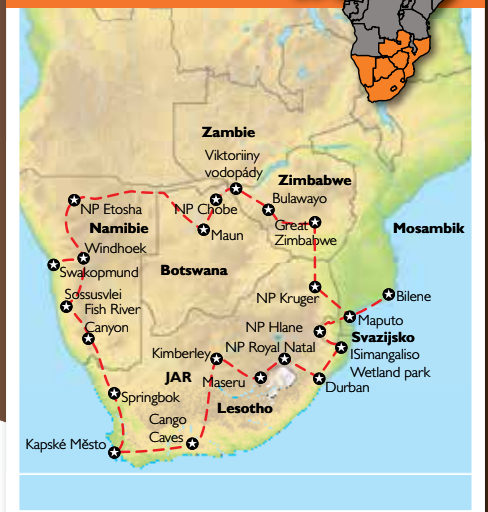 Zambie
Viktoriiny
vodopády
Zimbabwe
NP Etosha
NP Chobe
Bulawayo
Namibie
Maun
Great
Zimbabwe
Mosambik
Windhoek
Swakopmund
Botswana
Sossusvlei
NP Kruger
Bilene
Fish River
Canyon
Maputo
NP Hlane
Svazijsko
Kimberley
NP Royal Natal
ISimangaliso
Wetland park
JAR
Maseru
Durban
Springbok
Lesotho
Cango
Caves
Kapské Město